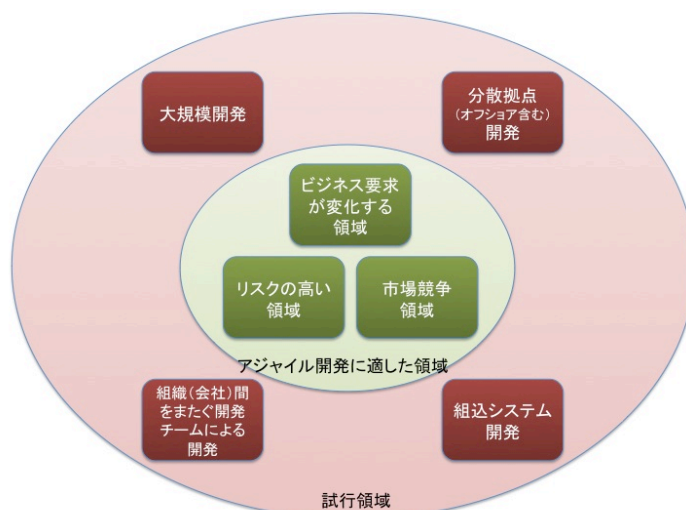 大規模開発
分散拠点
(オフショア含む)
開発
ビジネス要求
が変化する
領域
リスクの高い
領域
市場競争
領域
アジャイル開発に適した領域
組織(会社)間
をまたぐ開発
チームによる
開発
組込システム
開発
試行領域